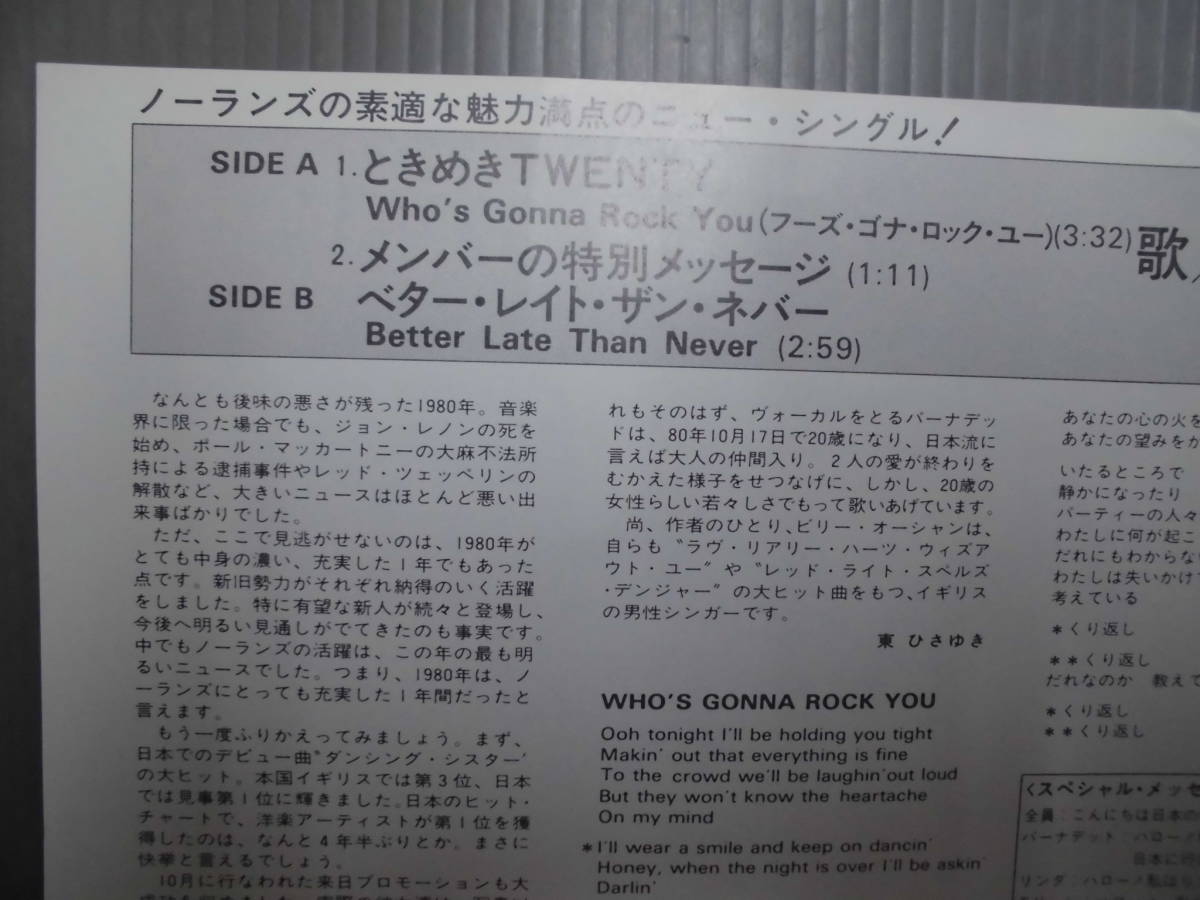 ノーランズの素適な魅力満点のニュー・シングル!
SIDE A 1.ときめきTWENTY
Who's Gonna Rock You(フーズ・ゴナ・ロック・ユー)(3:32)
歌
2.メンバーの特別メッセージ (1:11)
SIDE B ベター・レイト・ザン・ネバー
Better Late Than Never (2:59)
なんとも後味の悪さが残った1980年。音楽
界に限った場合でも、ジョン・レノンの死を
始め、ポール・マッカートニーの大麻不法所
持による逮捕事件やレッド・ツェッペリンの
解散など、大きいニュースはほとんど悪い出
来事ばかりでした。
ただ、ここで見逃がせないのは、1980年が
とても中身の濃い、充実した1年でもあった
点です。新旧勢力がそれぞれ納得のいく活躍
をしました。特に有望な新人が続々と登場し、
今後へ明るい見通しがでてきたのも事実です。
中でもノーランズの活躍は、この年の最も明
るいニュースでした。つまり、1980年は、ノ
ーランズにとっても充実した1年間だったと
言えます。
もう一度ふりかえってみましょう。まず、
日本でのデビュー曲〝ダンシング・シスター〟
の大ヒット。本国イギリスでは第3位、日本
では見事第1位に輝きました。日本のヒット・
チャートで、洋楽アーティストが第1位を獲
得したのは、なんと4年半ぶりとか。まさに
快挙と言えるでしょう。
10月に行なわれた来日プロモーションも大
れもそのはず、ヴォーカルをとるバーナデッ
ドは、80年10月17日で20歳になり、日本流に
言えば大人の仲間入り。2人の愛が終わりを
むかえた様子をせつなげに、しかし、20歳の
女性らしい若々しさでもって歌いあげています。
尚、作者のひとり、ビリー・オーシャンは、
自らも〝ラヴ・リアリー・ハーツ・ウィズア
ウト・ユー〟や〝レッド・ライト・スペルズ
・デンジャー〟の大ヒット曲をもつ、イギリス
の男性シンガーです。
東 ひさゆき
WHO'S GONNA ROCK YOU
Ooh tonight I'll be holding you tight
Makin' out that everything is fine
To the crowd we'll be laughin'out loud
But they won't know the heartache
On my mind
*I'll wear a smile and keep on dancin'
Honey, when the night is over I'll be askin'
Darlin'
あなたの心の火を
あなたの望みをか
いたるところで
静かになったり
パーティーの人々
わたしに何が起こ
だれにもわからな
わたしは失いかけ
考えている
*くり返し
**くり返し
だれなのか 教えて
*くり返し
**くり返し
〈スペシャル・メッセ
全員:こんにちは日本の
バーナデット:ハロー
日本に行
リンダ:ハロー